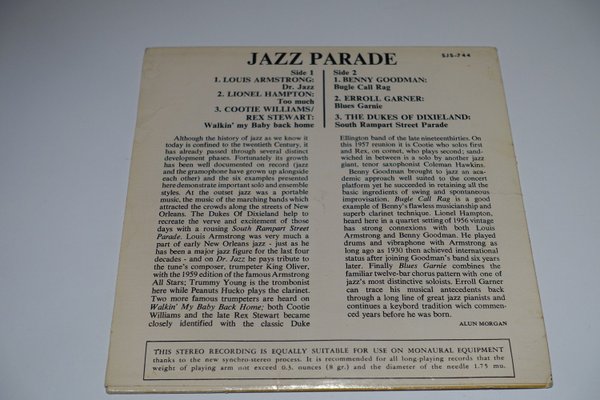 SJS-744
JAZZ PARADE
Side 1
1. LOUIS ARMSTRONG:
Dr. Jazz
2. LIONEL HAMPTON:
Too much
3. COOTIE WILLIAMS/
REX STEWART:
Walkin' my Baby back home
Side 2
1. BENNY GOODMAN:
Bugle Call Rag
2. ERROLL GARNER:
Blues Garnie
3. THE DUKES OF DIXIELAND:
South Rampart Street Parade
Although the history of jazz as we know it
today is confined to the twentieth Century, it
has already passed through several distinct
development phases. Fortunately its growth
has been well documented on record (jazz
and the gramophone have grown up alongside
each other) and the six examples presented
here demonstrate important solo and ensemble
styles. At the outset jazz was a portable
music, the music of the marching bands which
attracted the crowds along the streets of New
Orleans. The Dukes Of Dixieland help to
recreate the verve and excitement of those
days with a rousing South Rampart Street
Parade. Louis Armstrong was very much a
part of early New Orleans jazz - just as he
has been a major jazz figure for the last four
decades - and on Dr. Jazz he pays tribute to
the tune's composer, trumpeter King Oliver,
with the 1959 edition of the famous Armstrong
All Stars; Trummy Young is the trombonist
here while Peanuts Hucko plays the clarinet.
Two more famous trumpeters are heard on
Walkin' My Baby Back Home; both Cootie
Williams and the late Rex Stewart became
closely identified with the classic Duke
Ellington band of the late nineteenthirties. On
this 1957 reunion it is Cootie who solos first
and Rex, on cornet, who plays second; sand-
wiched in between is a solo by another jazz
giant, tenor saxophonist Coleman Hawkins.
Benny Goodman brought to jazz an aca-
demic approach well suited to the concert
platform yet he succeeded in retaining all the
basic ingredients of swing and spontaneous
improvisation. Bugle Call Rag is a good
example of Benny's flawless musicianship and
superb clarinet technique. Lionel Hampton,
heard here in a quartet setting of 1956 vintage
has strong connexions with both Louis
Armstrong and Benny Goodman. He played
drums and vibraphone with Armstrong as
long ago as 1930 then achieved international
status after joining Goodman's band six years
later. Finally Blues Garnie combines the
familiar twelve-bar chorus pattern with one of
jazz's most distinctive soloists. Erroll Garner
can trace his musical antecedents back
through a long line of great jazz pianists and
continues a keyboard tradition wich commen-
ced years before he was born.
ALUN MORGAN
THIS STEREO RECORDING IS EQUALLY SUITABLE FOR USE ON MONAURAL EQUIPMENT
thanks to the new synchro-stereo process. It is recommended for all long-playing records that the
weight of playing arm not exceed 0.3. ounces (8 gr.) and the diameter of the needle 1.75 mu.